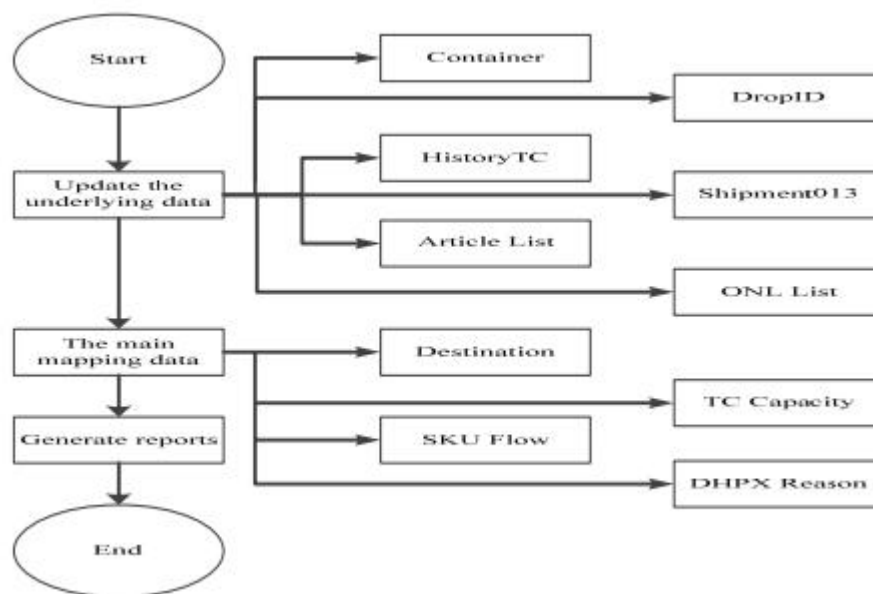 Start
Container
DropID
HistoryTC
Update the
underlying data
Shipment013
Article List
ONL List
The main
mapping data
Destination
TC Capacity
Generate reports
SKU Flow
DHPX Reason
End